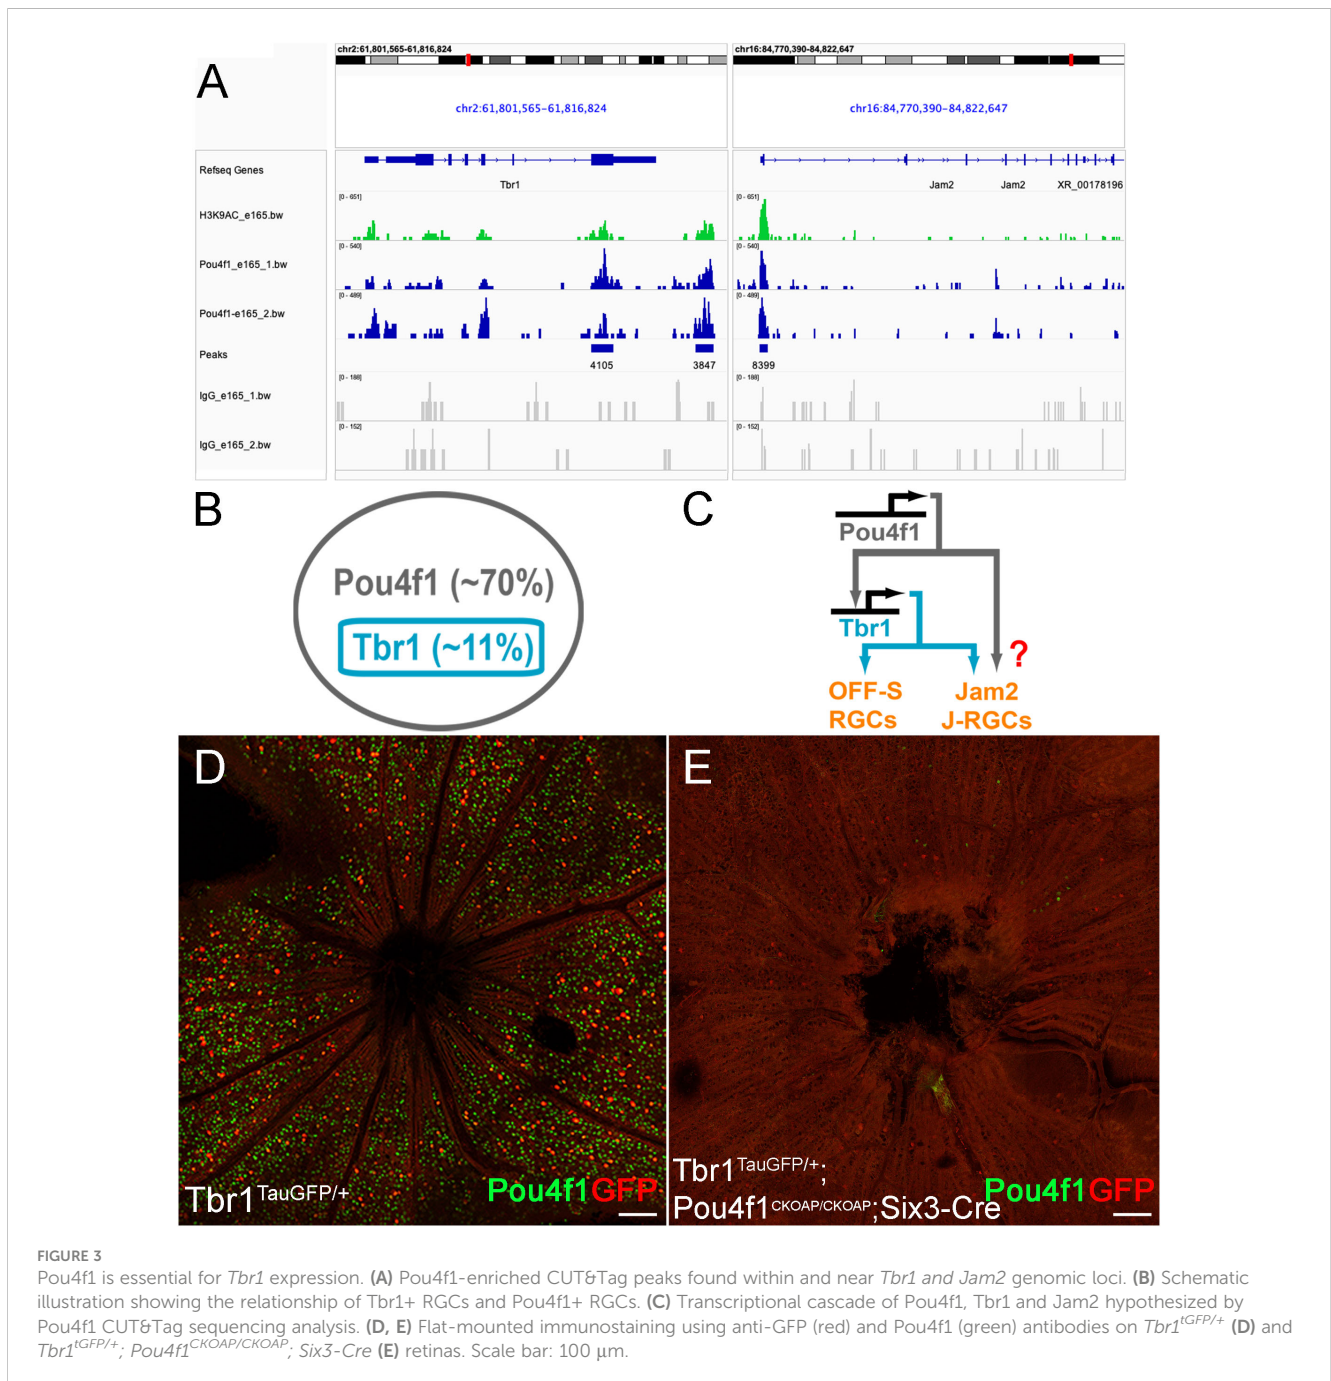 A
chr2:61,801,565-61,816,824
chr16:84,770,390-84,822,647
chr2:61,801,565-61,816,824
chr16:84,770,390-84,822,647
Refseq Genes
Tbr1
Jam2
Jam2
XR_00178196
H3K9AC_e165.bw
[0 - 651]
[0 - 651]
Pou4f1_e165_1.bw
[0 - 540]
[0 - 540]
Pou4f1-e165_2.bw
[0 - 489]
[0 - 489]
Peaks
4105
3847
8399
IgG_e165_1.bw
[0 - 188]
[0 - 188]
IgG_e165_2.bw
[0 - 152]
[0 - 152]
B
Pou4f1 (~70%)
Tbr1 (~11%)
C
Pou4f1
Tbr1
?
OFF-S
RGCs
Jam2
J-RGCs
D
Tbr1TauGFP/+
Pou4f1GFP
E
Tbr1TauGFP/+;
Pou4f1CKOAP/CKOAP;Six3-Cre
Pou4f1GFP
FIGURE 3
Pou4f1 is essential for Tbr1 expression. (A) Pou4f1-enriched CUT&Tag peaks found within and near Tbr1 and Jam2 genomic loci. (B) Schematic
illustration showing the relationship of Tbr1+ RGCs and Pou4f1+ RGCs. (C) Transcriptional cascade of Pou4f1, Tbr1 and Jam2 hypothesized by
Pou4f1 CUT&Tag sequencing analysis. (D, E) Flat-mounted immunostaining using anti-GFP (red) and Pou4f1 (green) antibodies on Tbr1tGFP/+ (D) and
Tbr1tGFP/+; Pou4f1CKOAP/CKOAP; Six3-Cre (E) retinas. Scale bar: 100 µm.